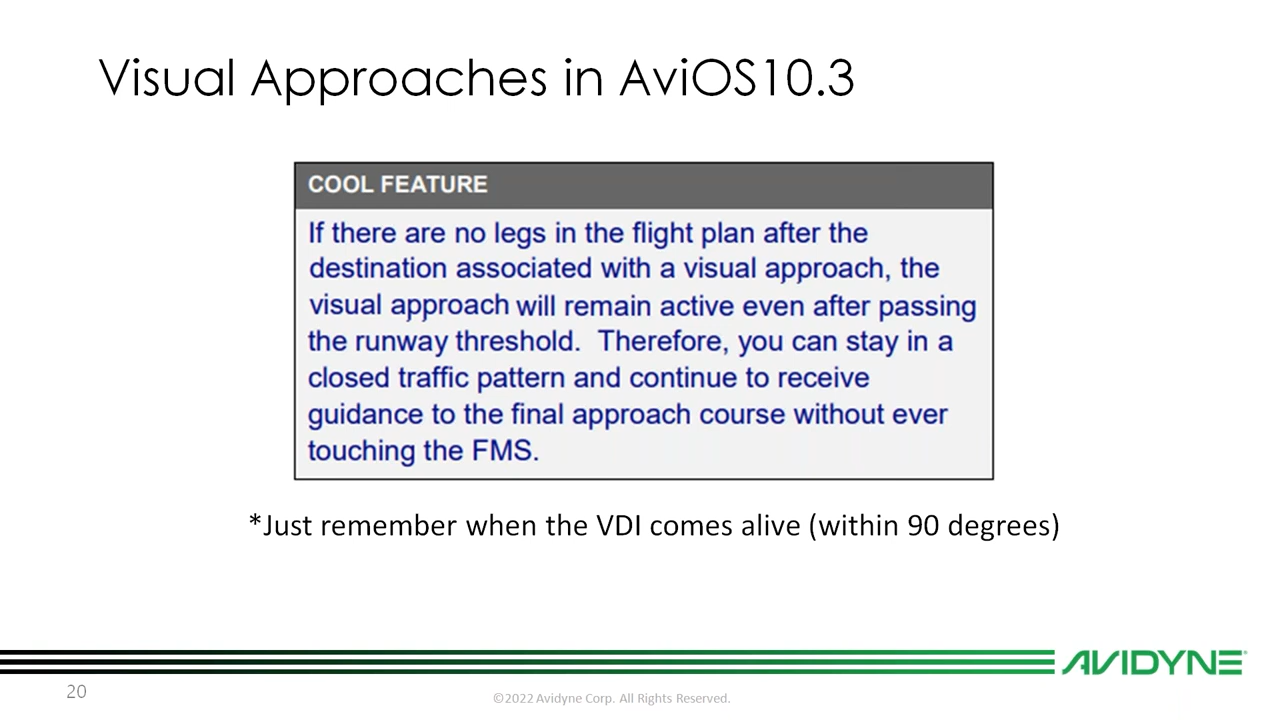 Visual Approaches in AviOS10.3
COOL FEATURE
If there are no legs in the flight plan after the
destination associated with a visual approach, the
visual approach will remain active even after passing
the runway threshold.  Therefore, you can stay in a
closed traffic pattern and continue to receive
guidance to the final approach course without ever
touching the FMS.
*Just remember when the VDI comes alive (within 90 degrees)
AVIDYNE
20
©2022 Avidyne Corp. All Rights Reserved.